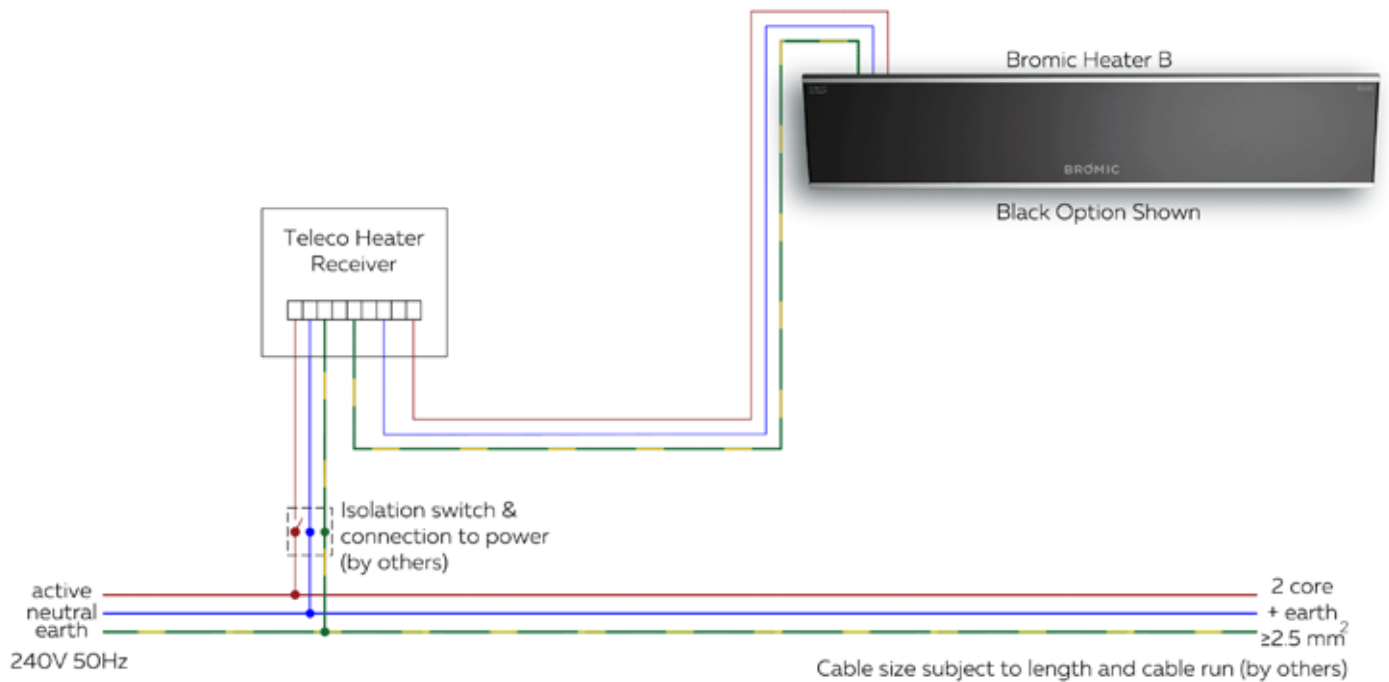 Bromic Heater B
BROMIC
Black Option Shown
Teleco Heater
Receiver
Isolation switch &
connection to power
(by others)
active
neutral
earth
240V 50Hz
2 core
+ earth
≥2.5 mm²
Cable size subject to length and cable run (by others)